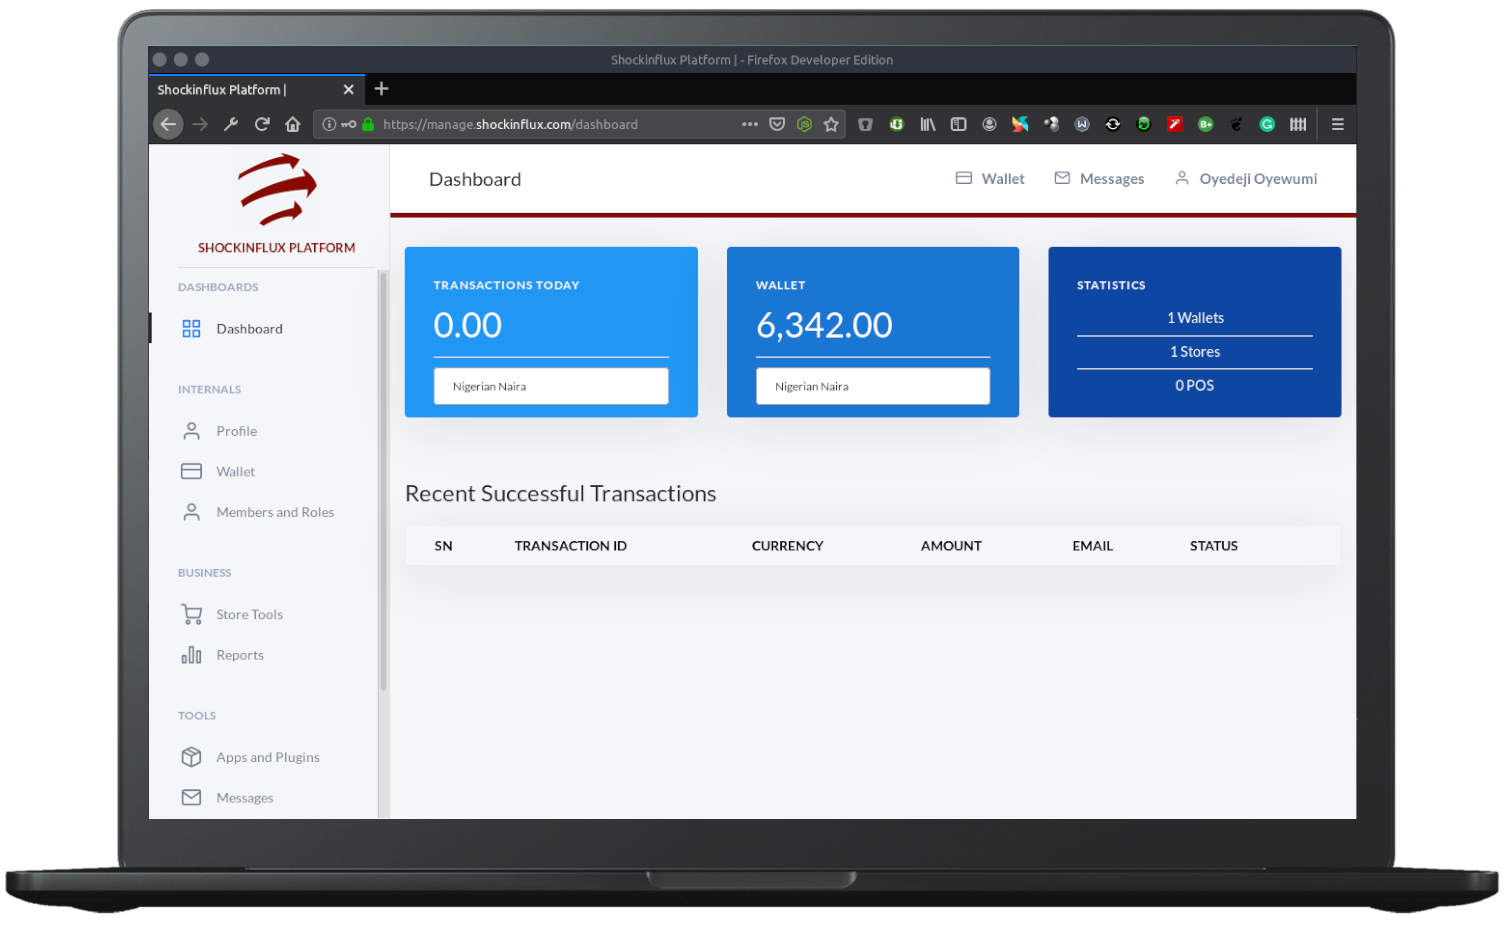 Shockinflux Platform | - Firefox Developer Edition
Shockinflux Platform |
https://manage.shockinflux.com/dashboard
SHOCKINFLUX PLATFORM
DASHBOARDS
Dashboard
INTERNALS
Profile
Wallet
Members and Roles
BUSINESS
Store Tools
Reports
TOOLS
Apps and Plugins
Messages
Dashboard
Wallet Messages Oyedeji Oyewumi
TRANSACTIONS TODAY
0.00
Nigerian Naira
WALLET
6,342.00
Nigerian Naira
STATISTICS
1 Wallets
1 Stores
0 POS
Recent Successful Transactions
SN TRANSACTION ID CURRENCY AMOUNT EMAIL STATUS